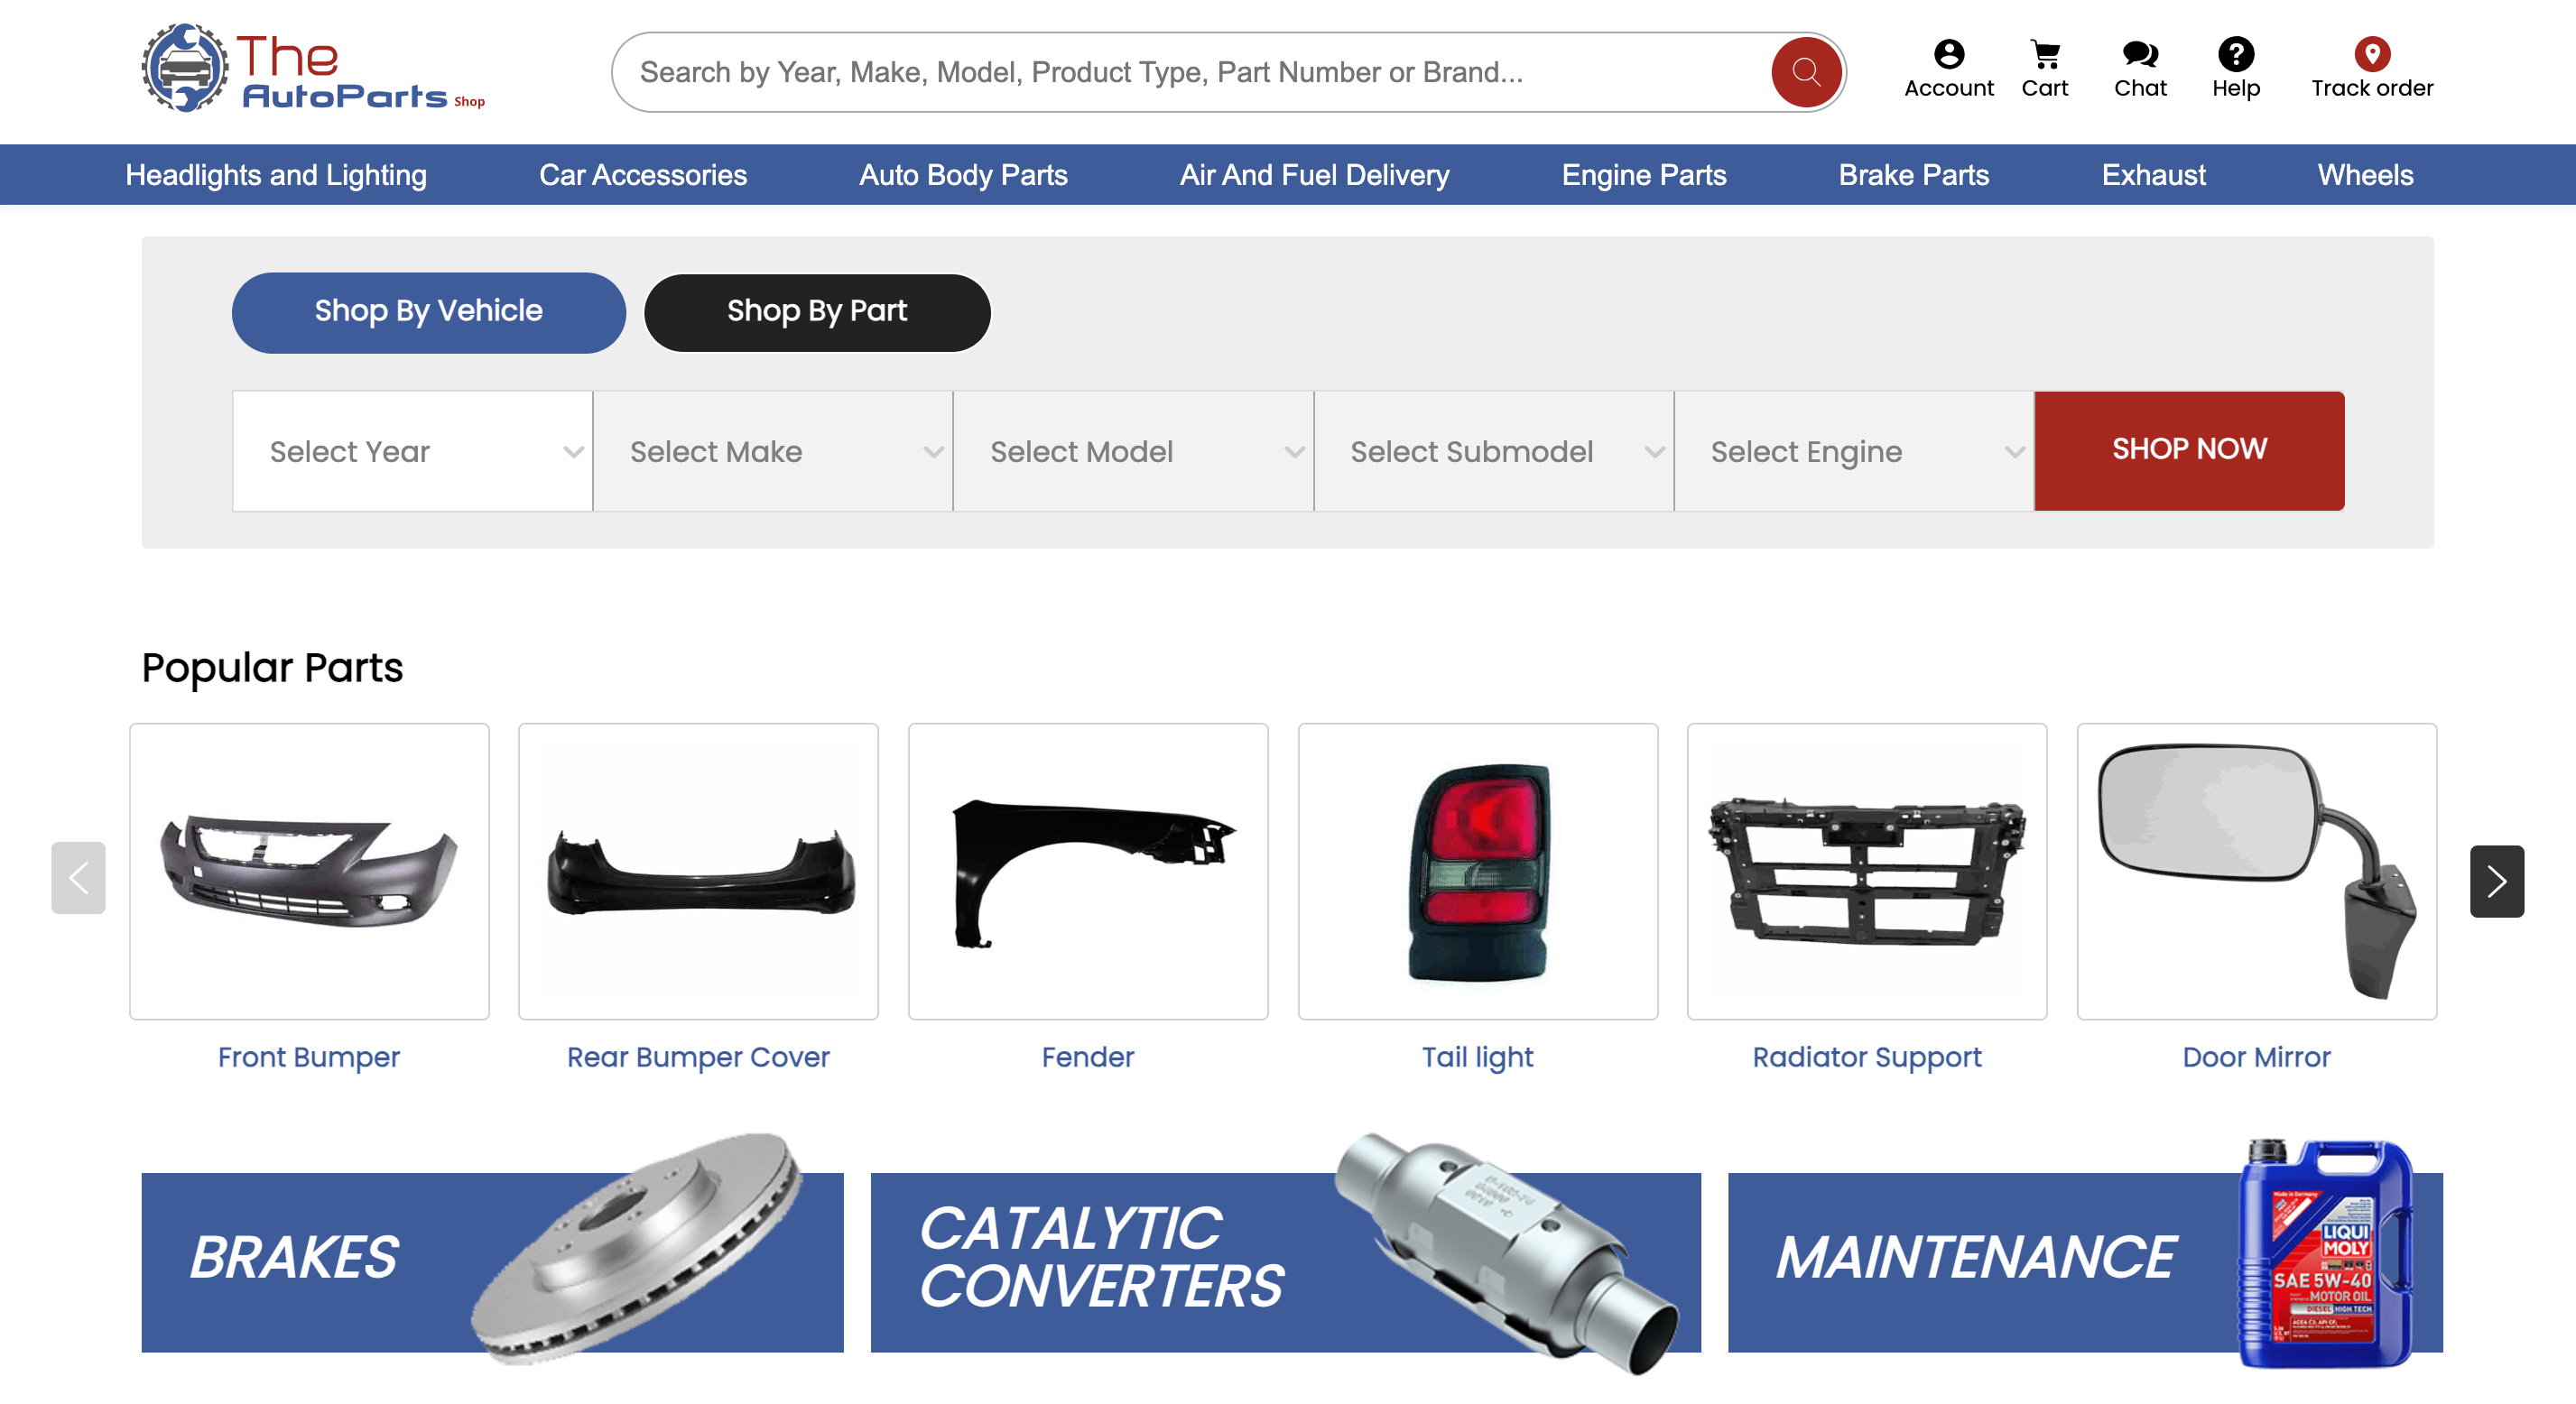 The
AutoParts Shop
Search by Year, Make, Model, Product Type, Part Number or Brand...
Account
Cart
Chat
Help
Track order
Headlights and Lighting
Car Accessories
Auto Body Parts
Air And Fuel Delivery
Engine Parts
Brake Parts
Exhaust
Wheels
Shop By Vehicle
Shop By Part
Select Year
Select Make
Select Model
Select Submodel
Select Engine
SHOP NOW
Popular Parts
Front Bumper
Rear Bumper Cover
Fender
Tail light
Radiator Support
Door Mirror
BRAKES
CATALYTIC
CONVERTERS
MAINTENANCE
Made in Germany
LIQUI
MOLY
SAE 5W-40
MOTOR OIL
DIESEL HIGH TECH